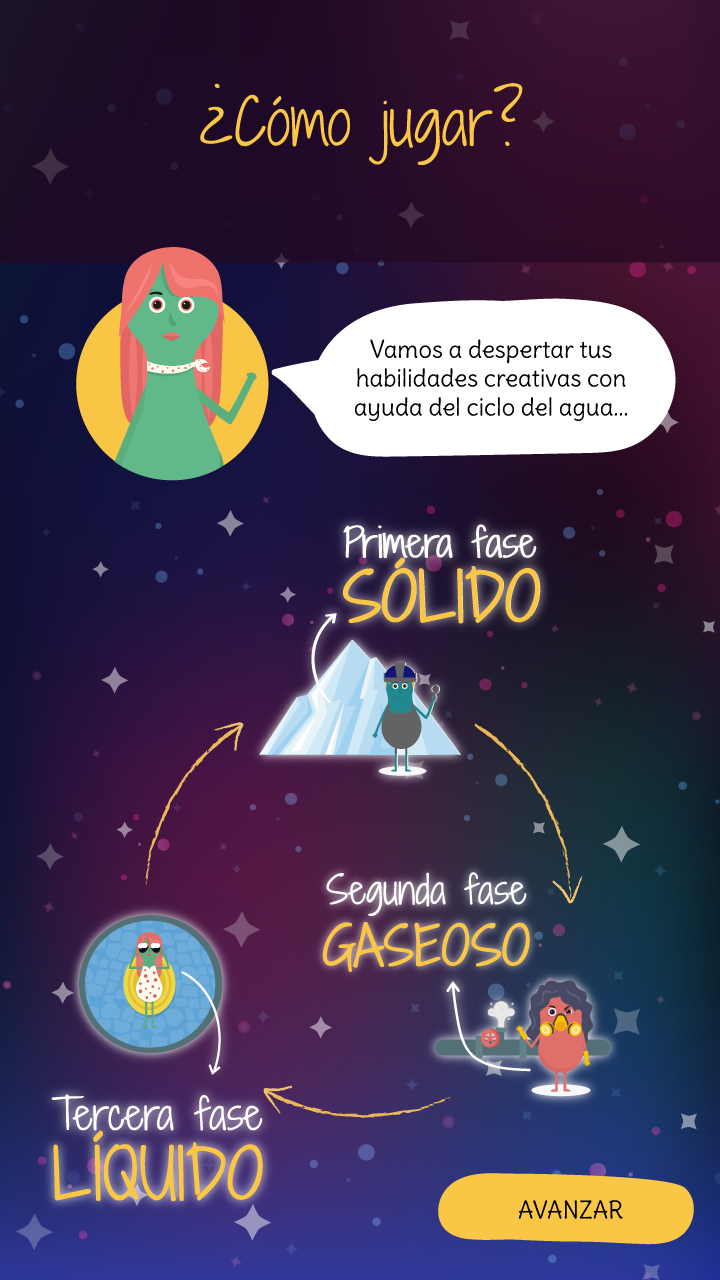 ¿Cómo jugar?
Vamos a despertar tus
habilidades creativas con
ayuda del ciclo del agua...
Primera fase
SÓLIDO
Segunda fase
GASEOSO
Tercera fase
LÍQUIDO
AVANZAR